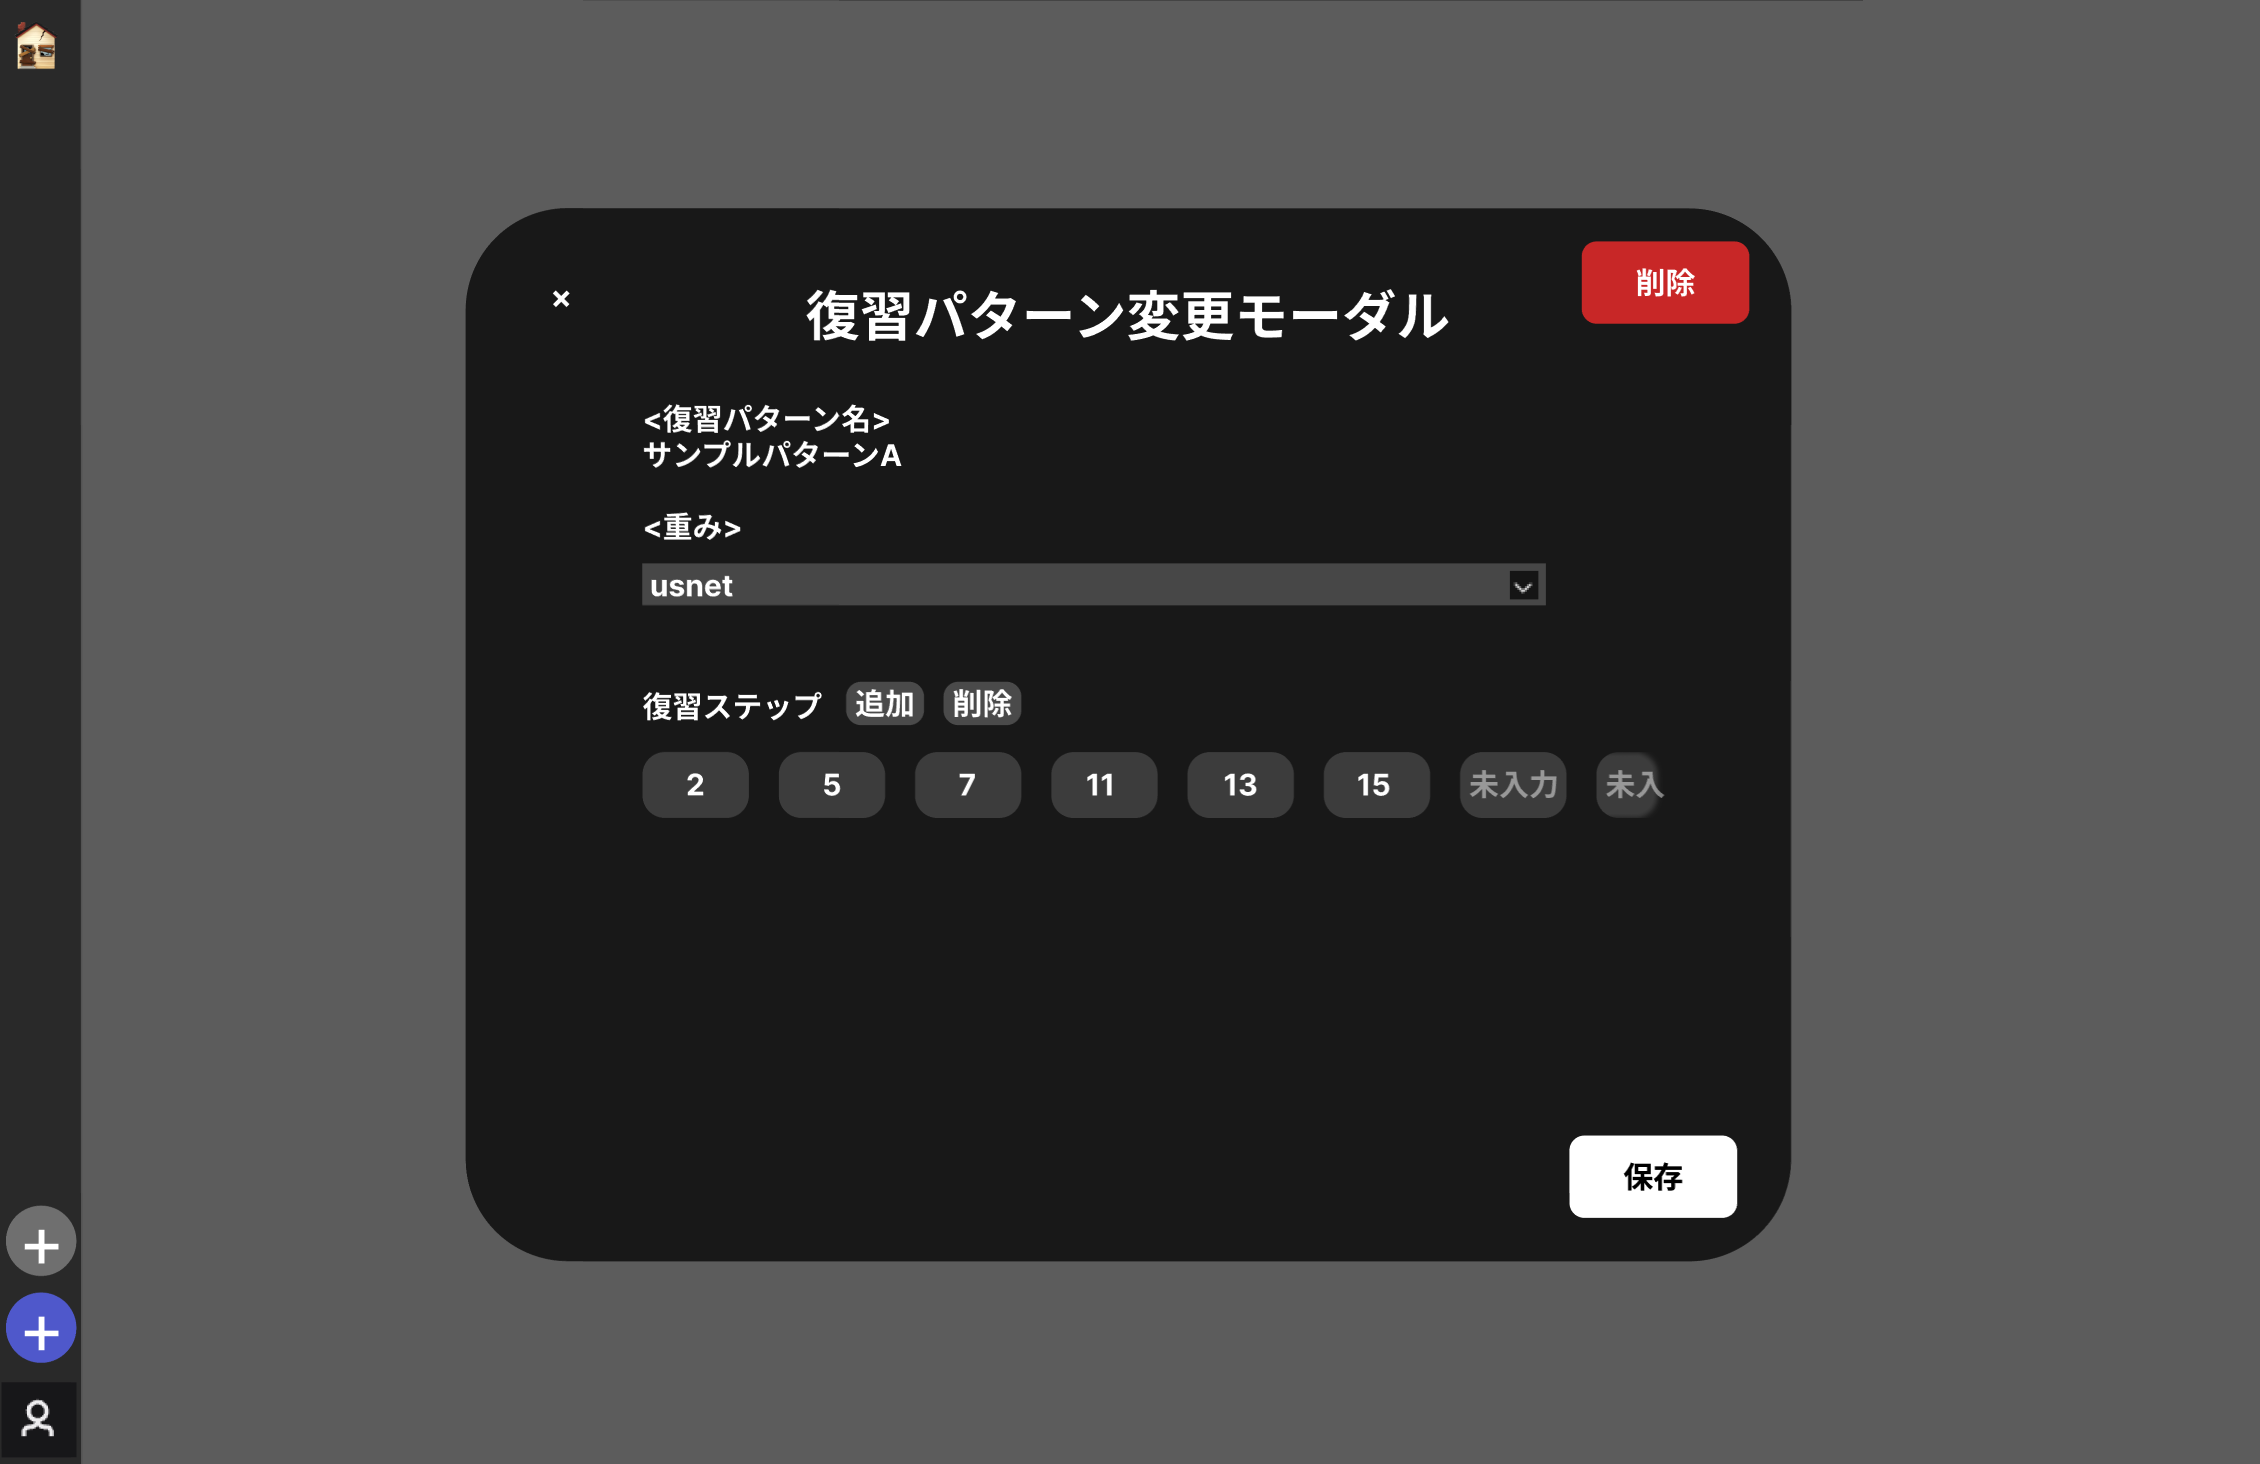 ×
復習パターン変更モーダル
削除
<復習パターン名>
サンプルパターンA
<重み>
usnet
復習ステップ 追加 削除
2 5 7 11 13 15 未入力 未入
保存